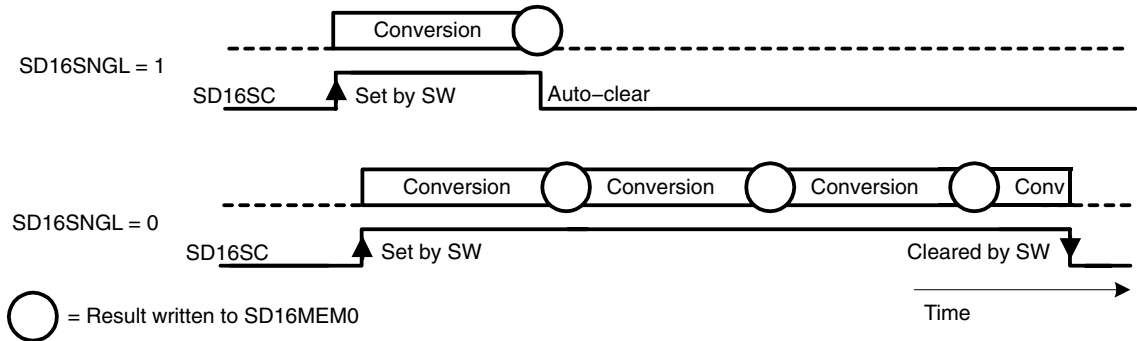 Conversion
SD16SNGL = 1
SD16SC
Set by SW
Auto−clear
Conversion
Conversion
Conversion
Conv
SD16SNGL = 0
SD16SC
Set by SW
Cleared by SW
= Result written to SD16MEM0
Time